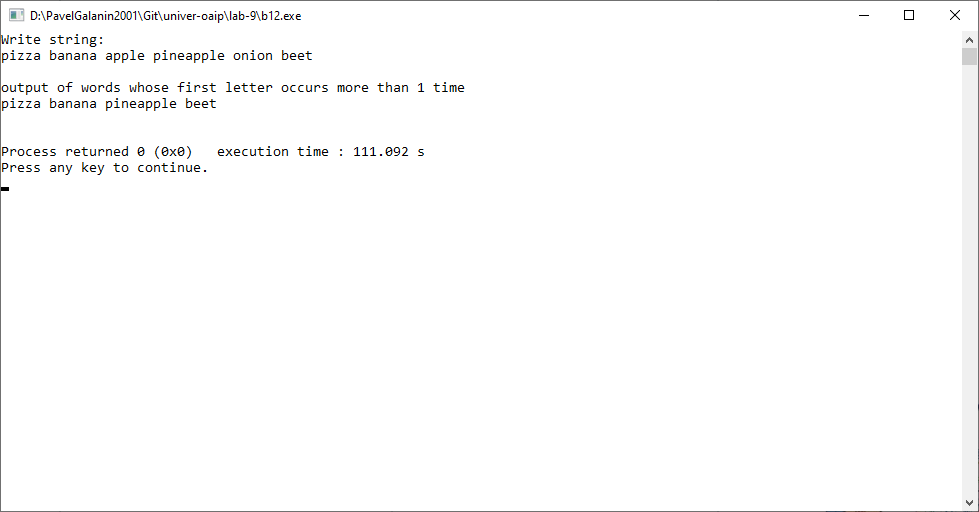 D:\PavelGalanin2001\Git\univer-oaip\lab-9\b12.exe
Write string:
pizza banana apple pineapple onion beet
output of words whose first letter occurs more than 1 time
pizza banana pineapple beet
Process returned 0 (0x0)   execution time : 111.092 s
Press any key to continue.